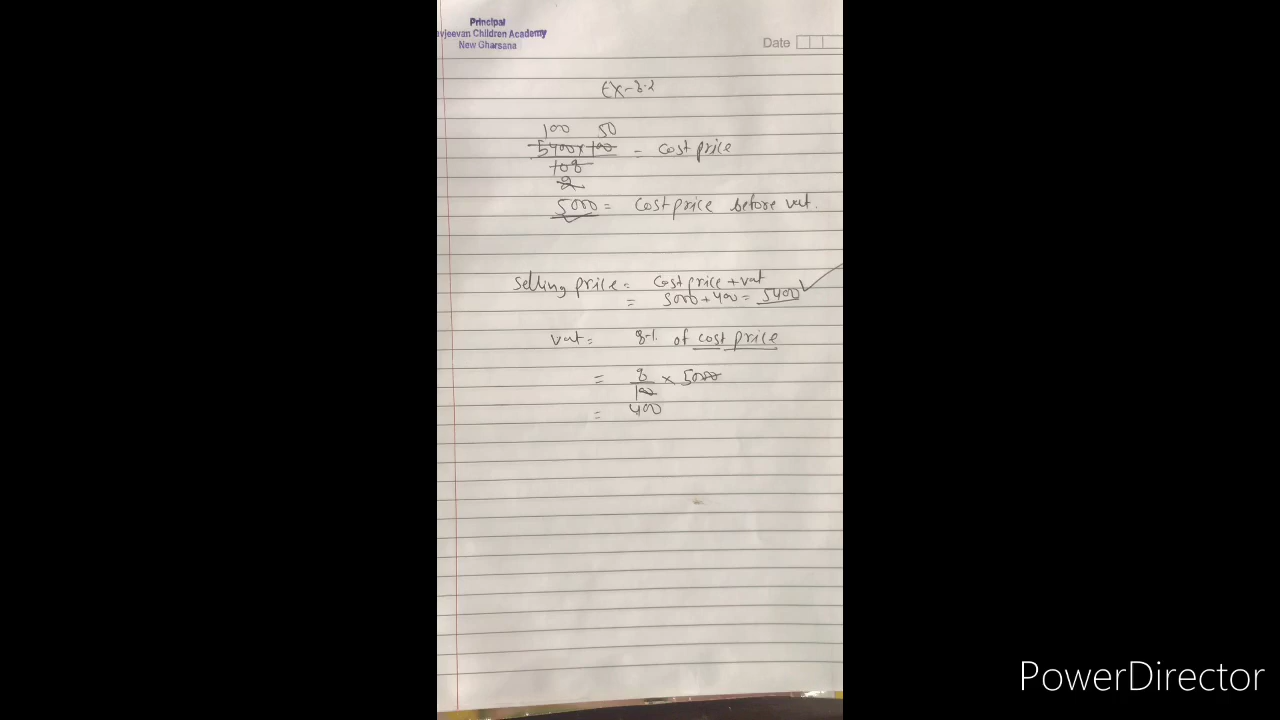 Principal
vjeevan Children Academy
New Gharsana
Date
EX-8.2
100 50
5400×100 = cost price
108
2
5000 = cost price before vat.
Selling price = cost price + vat
= 5000+400 = 5400
vat = 8% of cost price
= 8/100 × 5000
= 400
PowerDirector